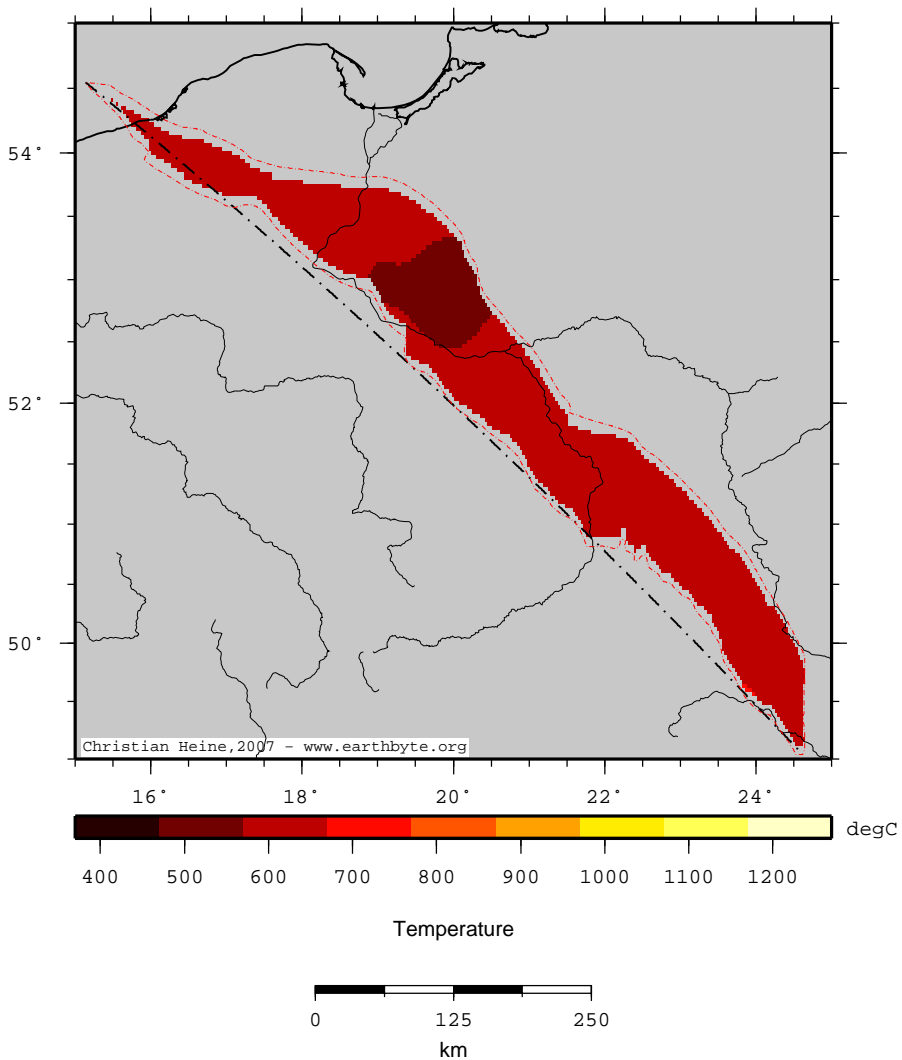 54°
52°
50°
Christian Heine,2007 - www.earthbyte.org
16° 18° 20° 22° 24°
degC
400 500 600 700 800 900 1000 1100 1200
Temperature
0 125 250
km